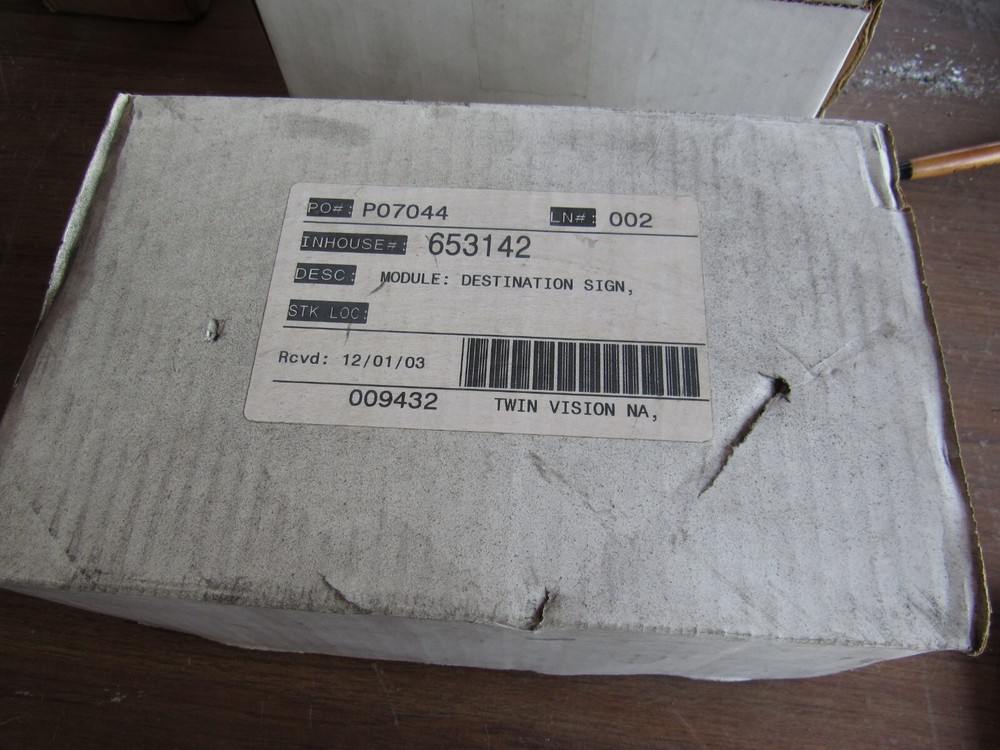 PO#: P07044 LN#: 002
INHOUSE#: 653142
DESC: MODULE: DESTINATION SIGN,
STK LOC:
Rcvd: 12/01/03
009432 TWIN VISION NA,